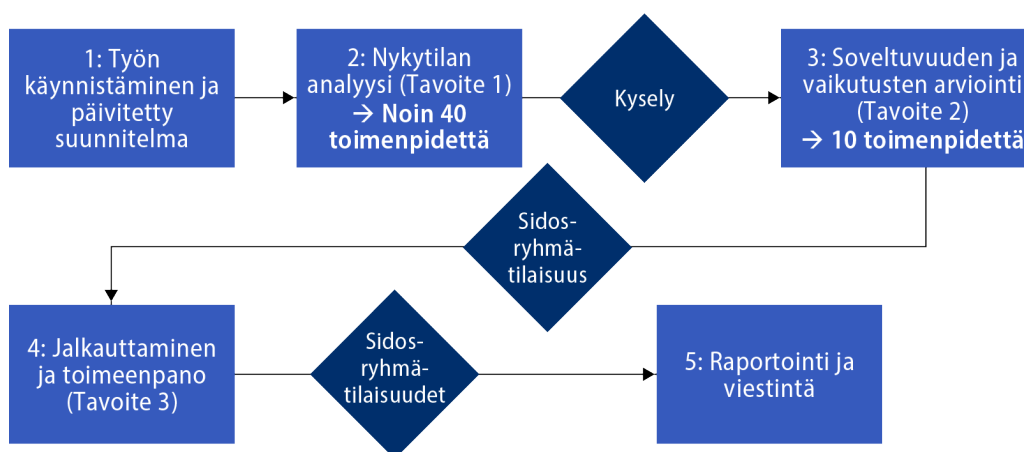 1: Työn
käynnistäminen ja
päivitetty
suunnitelma
2: Nykytilan
analyysi (Tavoite 1)
→ Noin 40
toimenpidettä
Kysely
3: Soveltuvuuden ja
vaikutusten arviointi
(Tavoite 2)
→ 10 toimenpidettä
Sidos-
ryhmä-
tilaisuus
4: Jalkauttaminen
ja toimeenpano
(Tavoite 3)
Sidos-
ryhmä-
tilaisuudet
5: Raportointi ja
viestintä